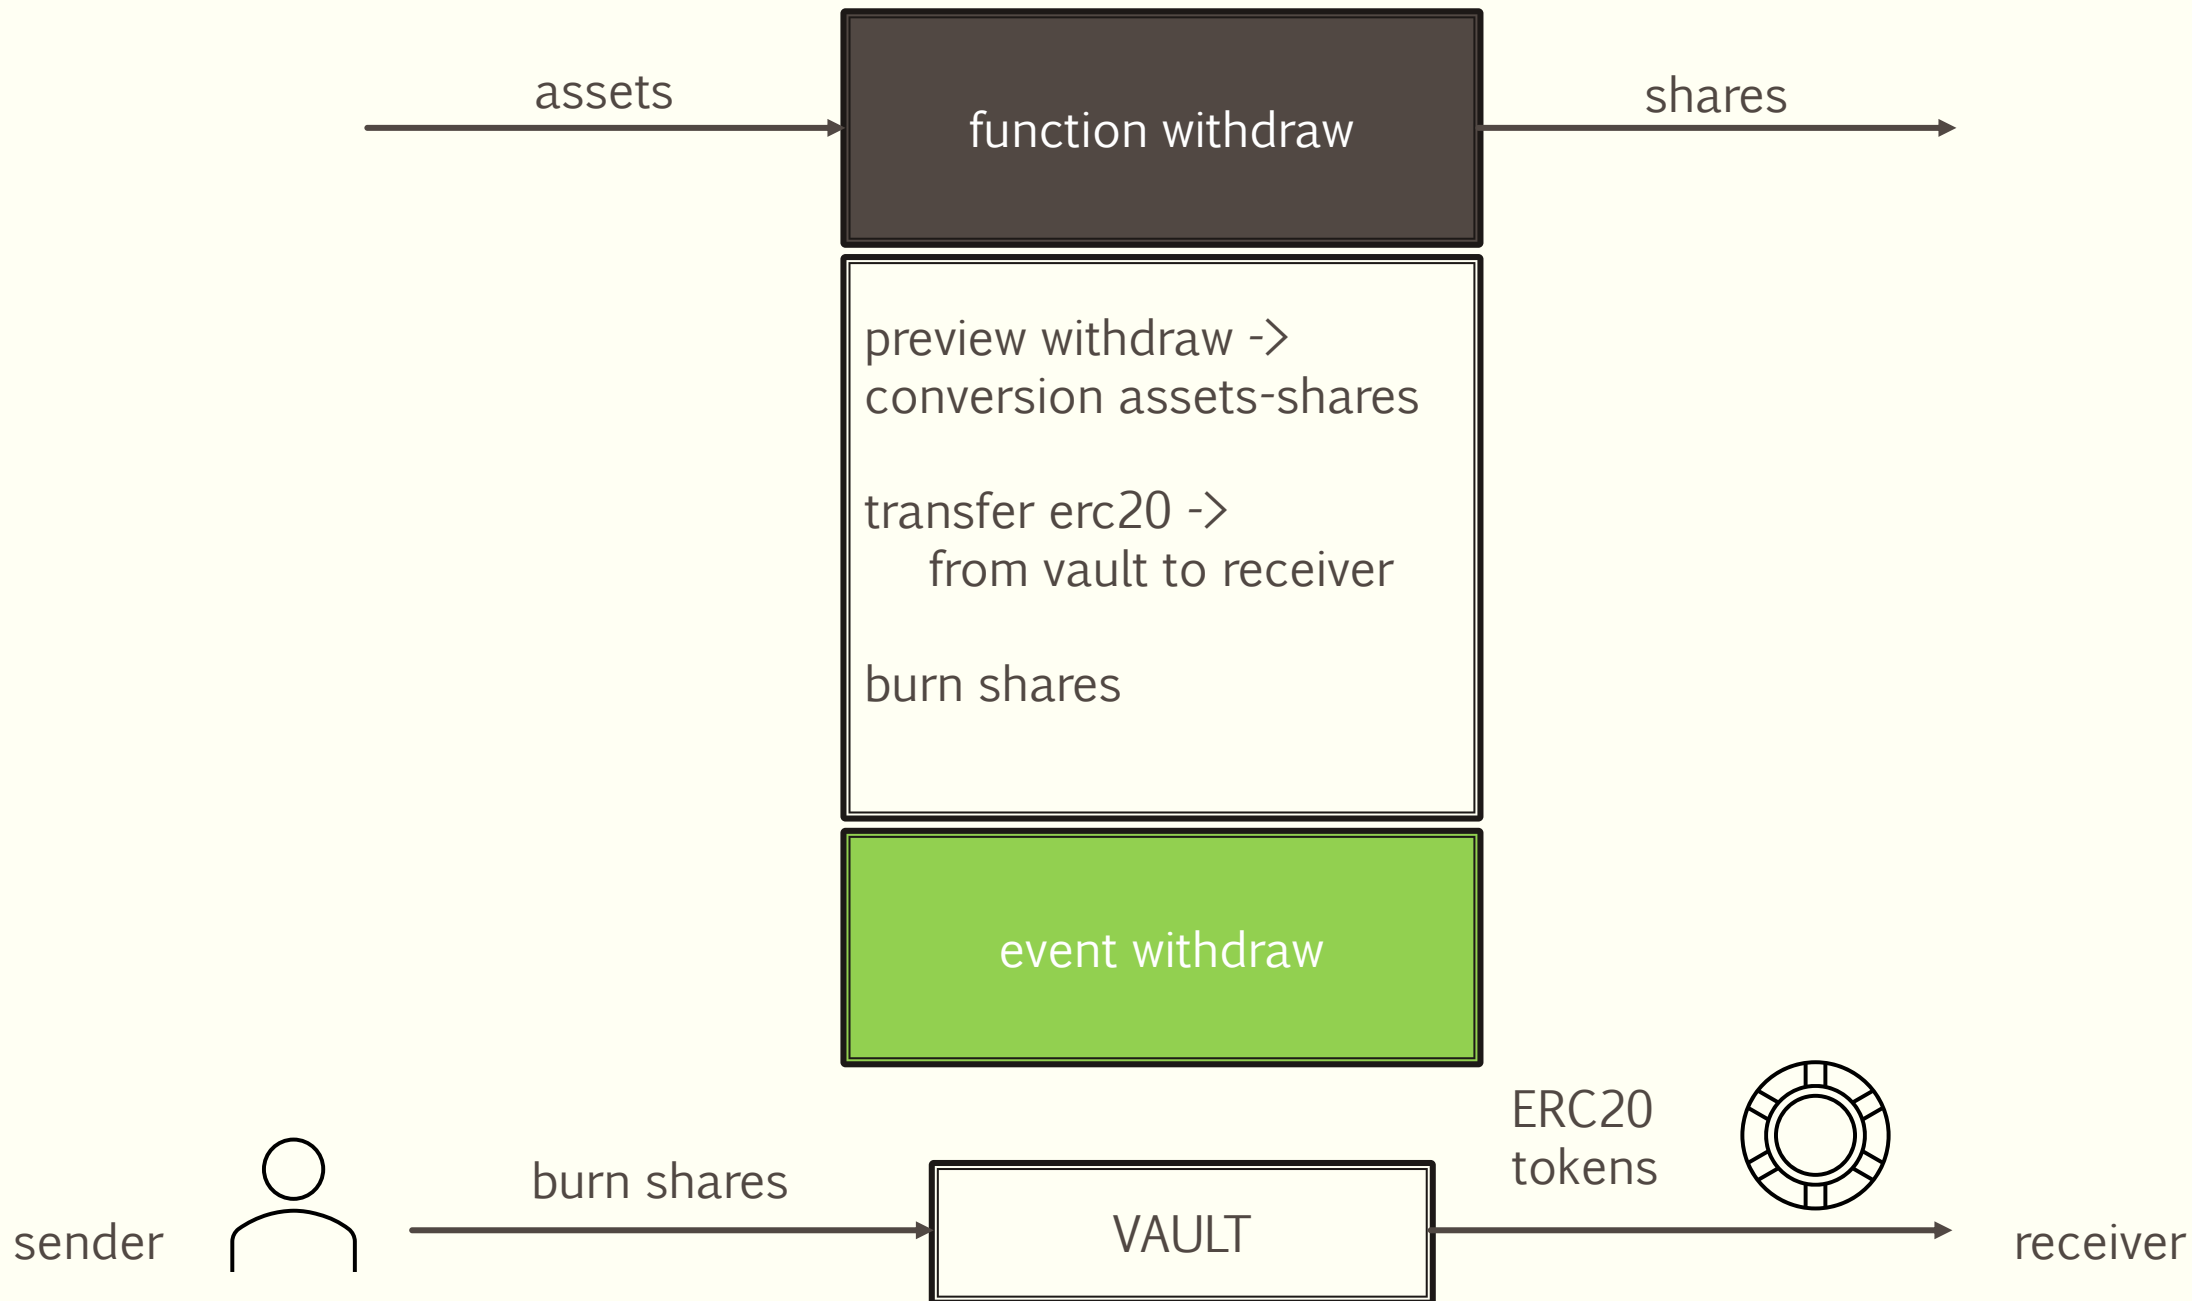 assets
function withdraw
shares
preview withdraw ->
conversion assets-shares
transfer erc20 ->
from vault to receiver
burn shares
event withdraw
sender
burn shares
VAULT
ERC20
tokens
receiver